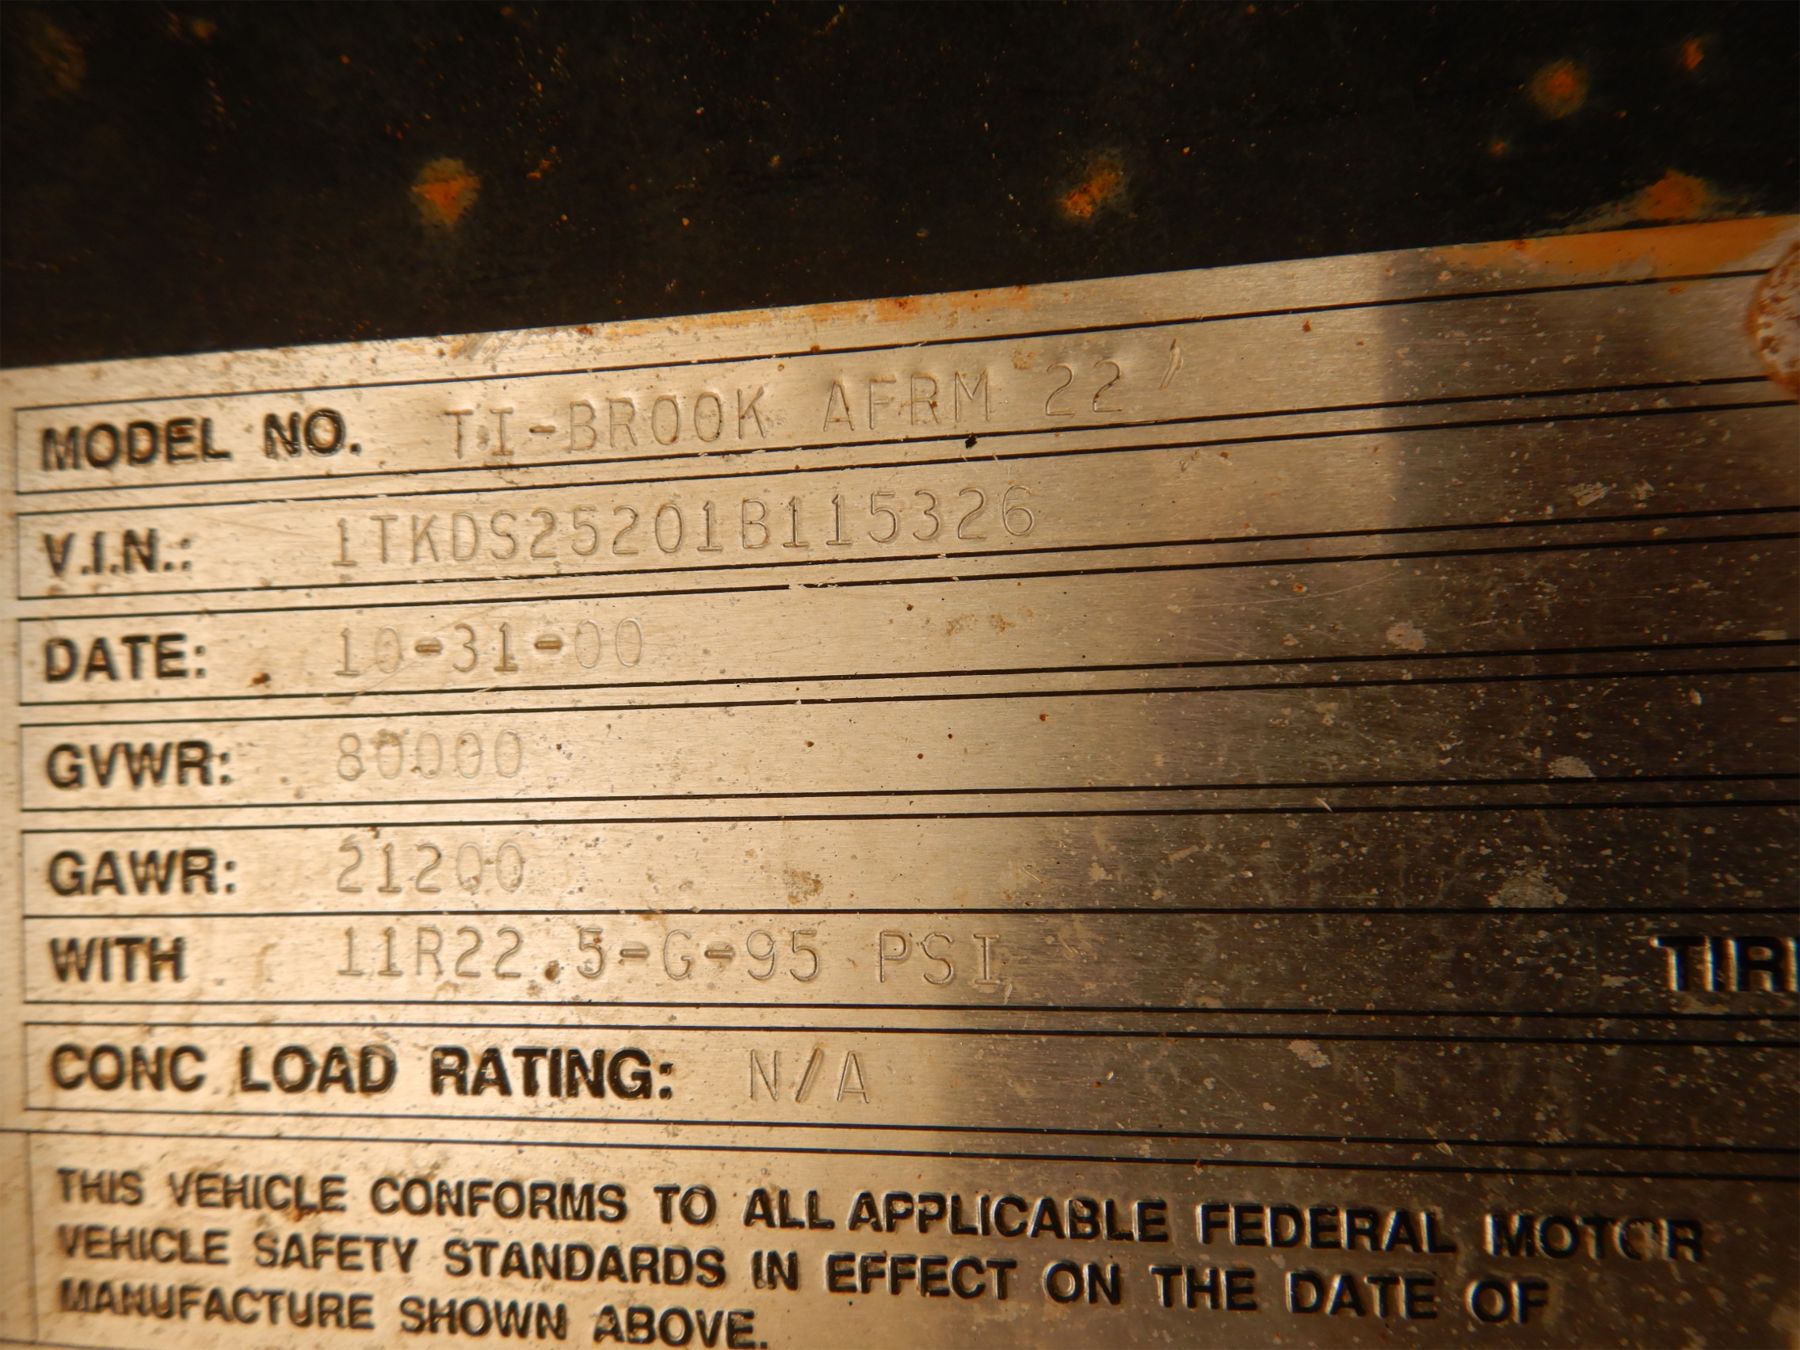 MODEL NO. TI-BROOK AFRM 22'
V.I.N.: 1TKDS25201B115326
DATE: 10-31-00
GVWR: 80000
GAWR: 21200
WITH 11R22.5-G-95 PSI TIR
CONC LOAD RATING: N/A
THIS VEHICLE CONFORMS TO ALL APPLICABLE FEDERAL MOTOR
VEHICLE SAFETY STANDARDS IN EFFECT ON THE DATE OF
MANUFACTURE SHOWN ABOVE.